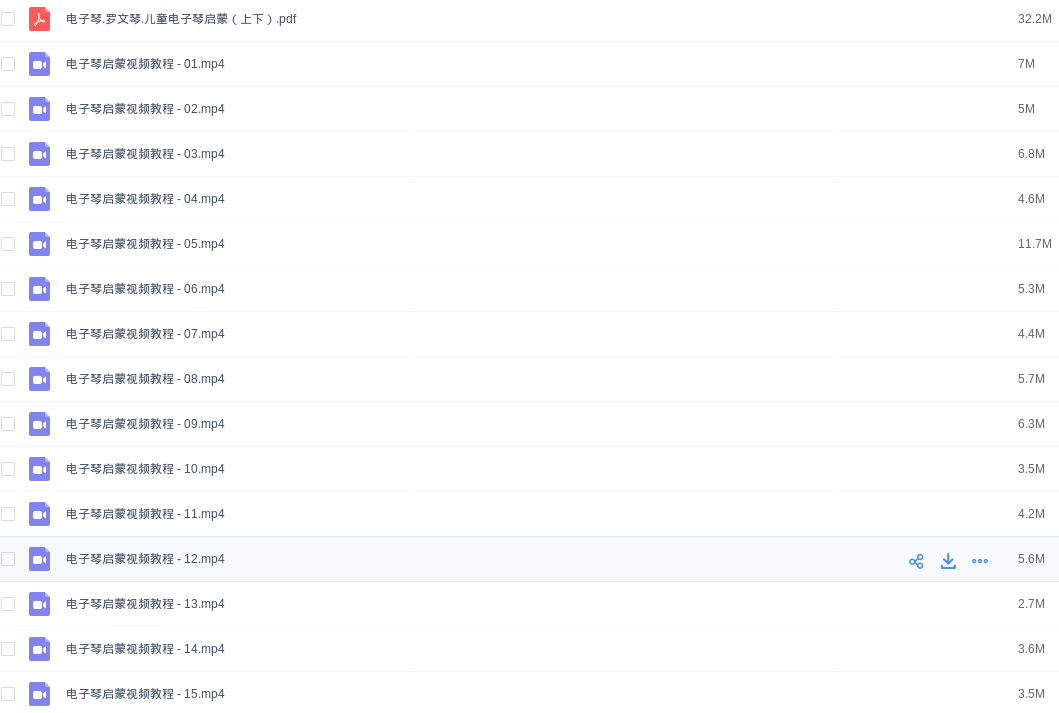 电子琴.罗文琴.儿童电子琴启蒙（上下）.pdf 32.2M
电子琴启蒙视频教程 - 01.mp4 7M
电子琴启蒙视频教程 - 02.mp4 5M
电子琴启蒙视频教程 - 03.mp4 6.8M
电子琴启蒙视频教程 - 04.mp4 4.6M
电子琴启蒙视频教程 - 05.mp4 11.7M
电子琴启蒙视频教程 - 06.mp4 5.3M
电子琴启蒙视频教程 - 07.mp4 4.4M
电子琴启蒙视频教程 - 08.mp4 5.7M
电子琴启蒙视频教程 - 09.mp4 6.3M
电子琴启蒙视频教程 - 10.mp4 3.5M
电子琴启蒙视频教程 - 11.mp4 4.2M
电子琴启蒙视频教程 - 12.mp4 5.6M
电子琴启蒙视频教程 - 13.mp4 2.7M
电子琴启蒙视频教程 - 14.mp4 3.6M
电子琴启蒙视频教程 - 15.mp4 3.5M